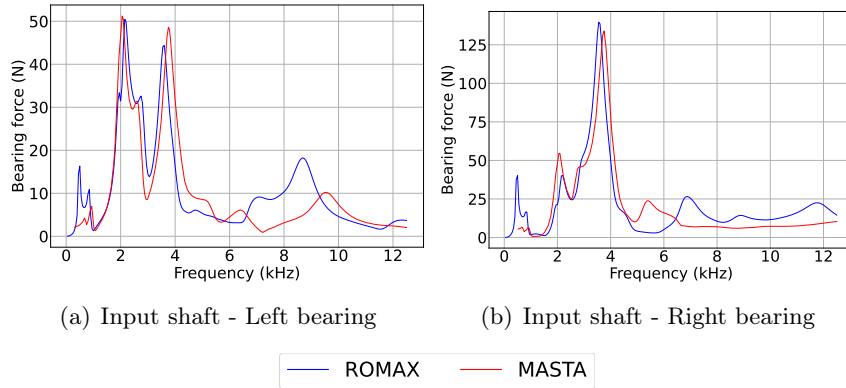 50
40
30
20
10
0
Bearing force (N)
0 2 4 6 8 10 12
Frequency (kHz)
(a) Input shaft - Left bearing
125
100
75
50
25
0
Bearing force (N)
0 2 4 6 8 10 12
Frequency (kHz)
(b) Input shaft - Right bearing
ROMAX MASTA